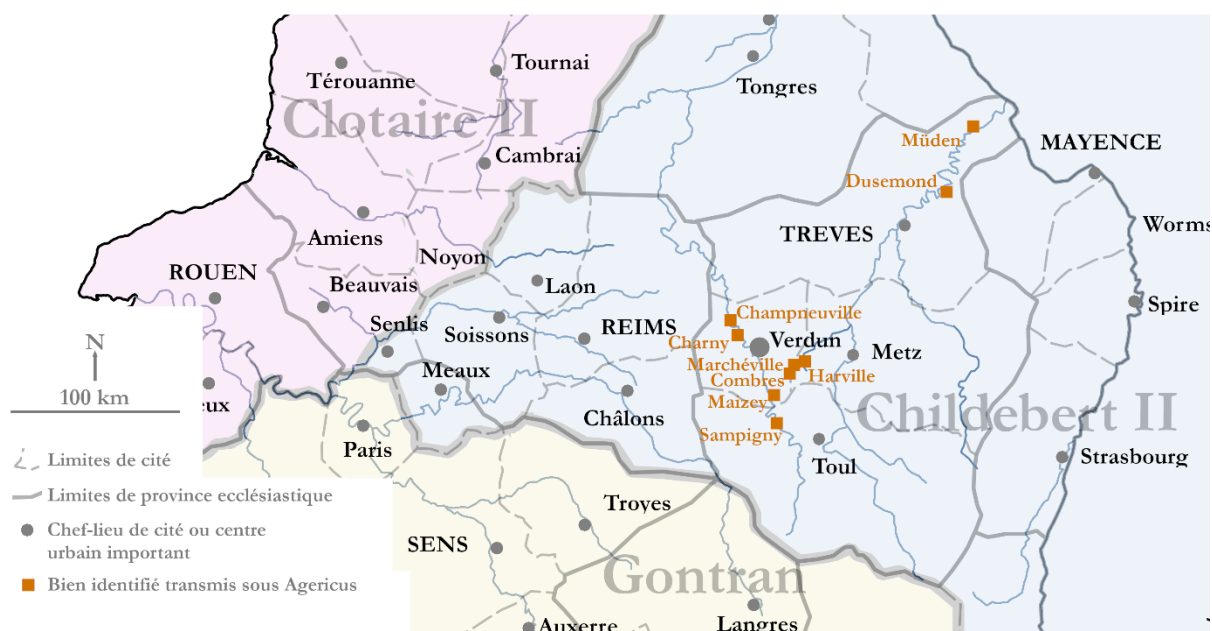 Tournai
Térouanne
Tongres
Clotaire II
Müden
MAYENCE
Cambrai
Dusemond
Worms
TREVES
Amiens
Noyon
ROUEN
Laon
Beauvais
Spire
Champneuville
Senlis
Soissons
REIMS
Charny
Verdun
Metz
Marchéville
Meaux
Combres
Harville
N
100 km
eux
Maizey
Châlons
Childebert II
Sampigny
Paris
Toul
Strasbourg
Limites de cité
Limites de province ecclésiastique
Chef-lieu de cité ou centre
urbain important
Bien identifié transmis sous Agericus
Troyes
SENS
Gontran
Auxerre
Langres